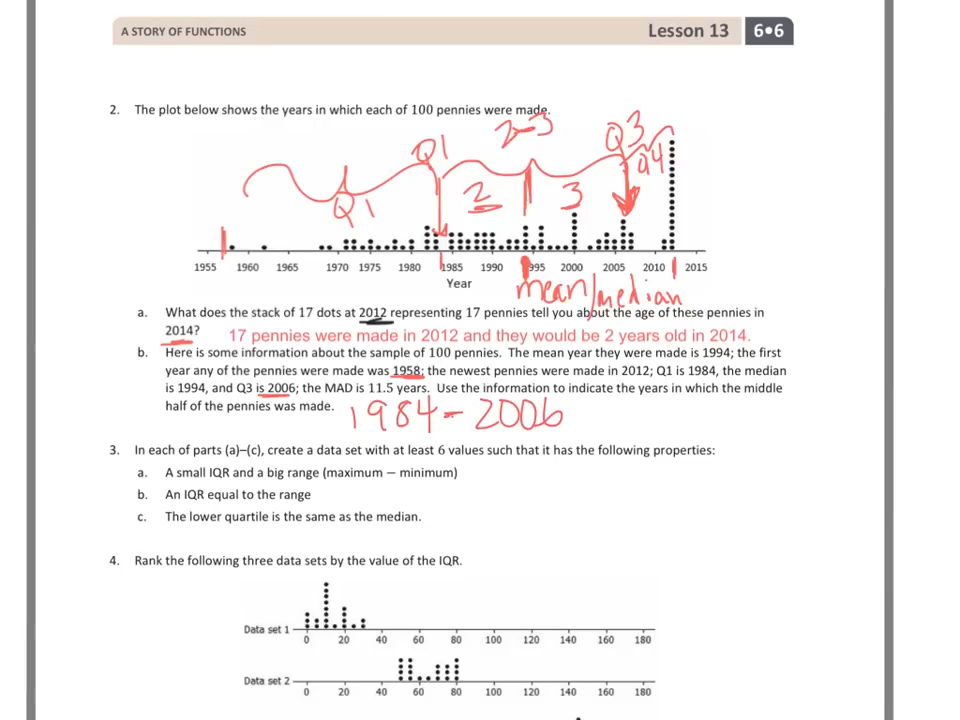 A STORY OF FUNCTIONS Lesson 13 6•6
2. The plot below shows the years in which each of 100 pennies were made.
2-3
Q1 Q3
Q4
Q1 2 3
1955 1960 1965 1970 1975 1980 1985 1990 1995 2000 2005 2010 2015
Year
mean/median
a. What does the stack of 17 dots at 2012 representing 17 pennies tell you about the age of these pennies in
2014? 17 pennies were made in 2012 and they would be 2 years old in 2014.
b. Here is some information about the sample of 100 pennies. The mean year they were made is 1994; the first
year any of the pennies were made was 1958; the newest pennies were made in 2012; Q1 is 1984, the median
is 1994, and Q3 is 2006; the MAD is 11.5 years. Use the information to indicate the years in which the middle
half of the pennies was made. 1984-2006
3. In each of parts (a)–(c), create a data set with at least 6 values such that it has the following properties:
a. A small IQR and a big range (maximum − minimum)
b. An IQR equal to the range
c. The lower quartile is the same as the median.
4. Rank the following three data sets by the value of the IQR.
Data set 1
0 20 40 60 80 100 120 140 160 180
Data set 2
0 20 40 60 80 100 120 140 160 180